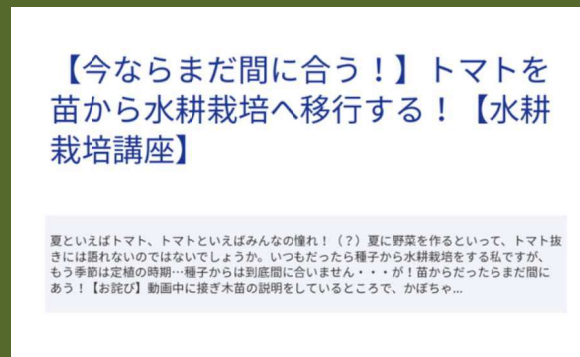 【今ならまだ間に合う！】トマトを
苗から水耕栽培へ移行する！【水耕
栽培講座】
夏といえばトマト、トマトといえばみんなの憧れ！（？）夏に野菜を作るといって、トマト抜
きには語れないのではないでしょうか。いつもだったら種子から水耕栽培をする私ですが、
もう季節は定植の時期…種子からは到底間に合いません・・・が！苗からだったらまだ間に
あう！【お詫び】動画中に接ぎ木苗の説明をしているところで、かぼちゃ...